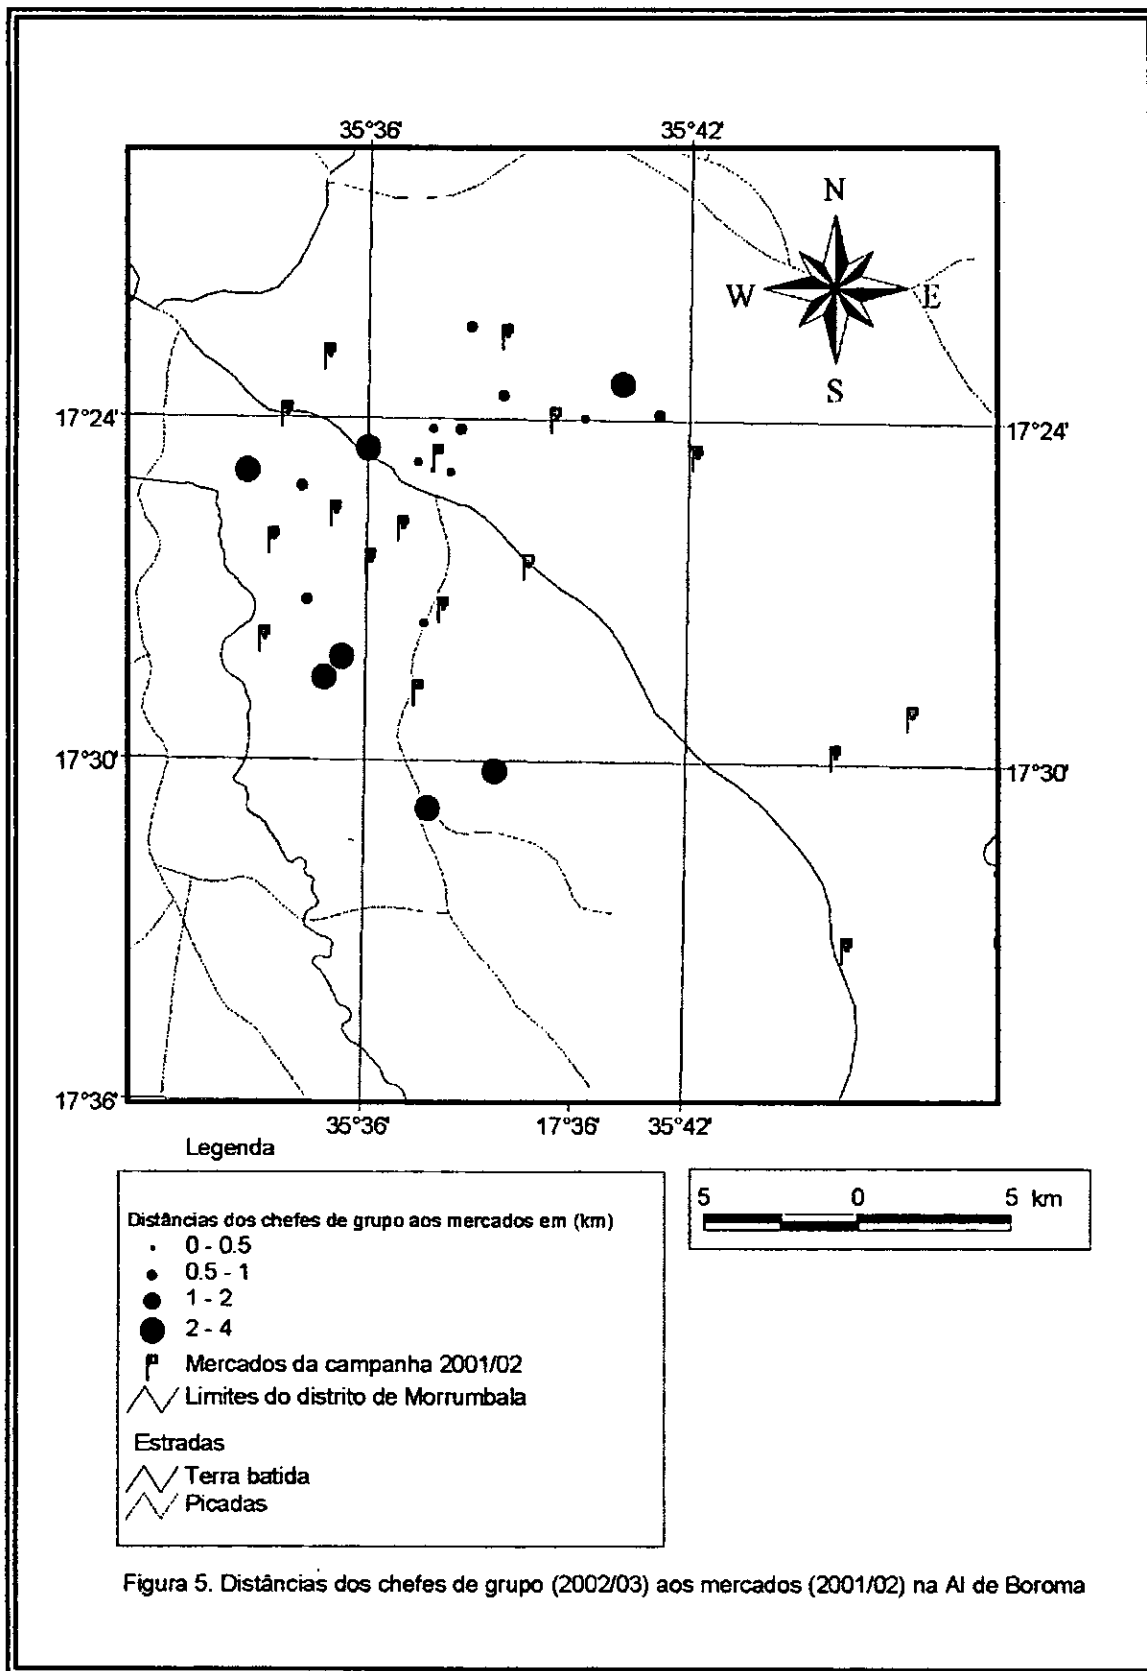 35°36' 35°42'
N
W E
S
17°24' 17°24'
17°30' 17°30'
17°36'
35°36' 17°36' 35°42'
Legenda
Distâncias dos chefes de grupo aos mercados em (km)
0 - 0.5
0.5 - 1
1 - 2
2 - 4
Mercados da campanha 2001/02
Limites do distrito de Morrumbala
Estradas
Terra batida
Picadas
5 0 5 km
Figura 5. Distâncias dos chefes de grupo (2002/03) aos mercados (2001/02) na AI de Boroma